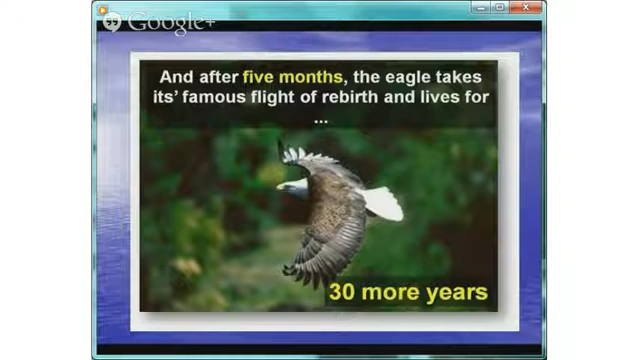 Google+
And after five months, the eagle takes
its' famous flight of rebirth and lives for
...
30 more years